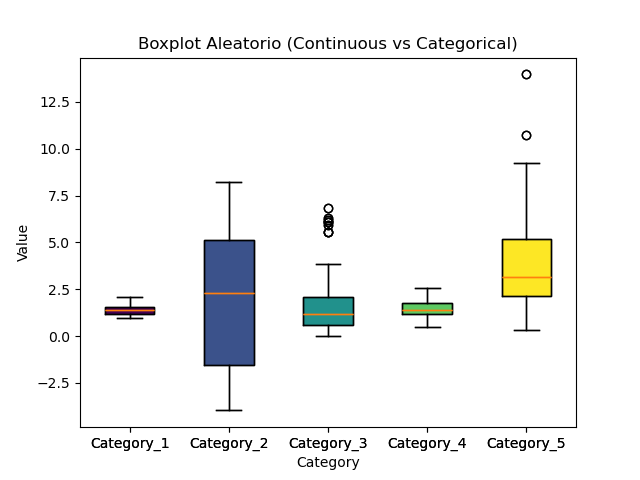 Boxplot Aleatorio (Continuous vs Categorical)
Value
12.5
10.0
7.5
5.0
2.5
0.0
−2.5
Category_1 Category_2 Category_3 Category_4 Category_5
Category